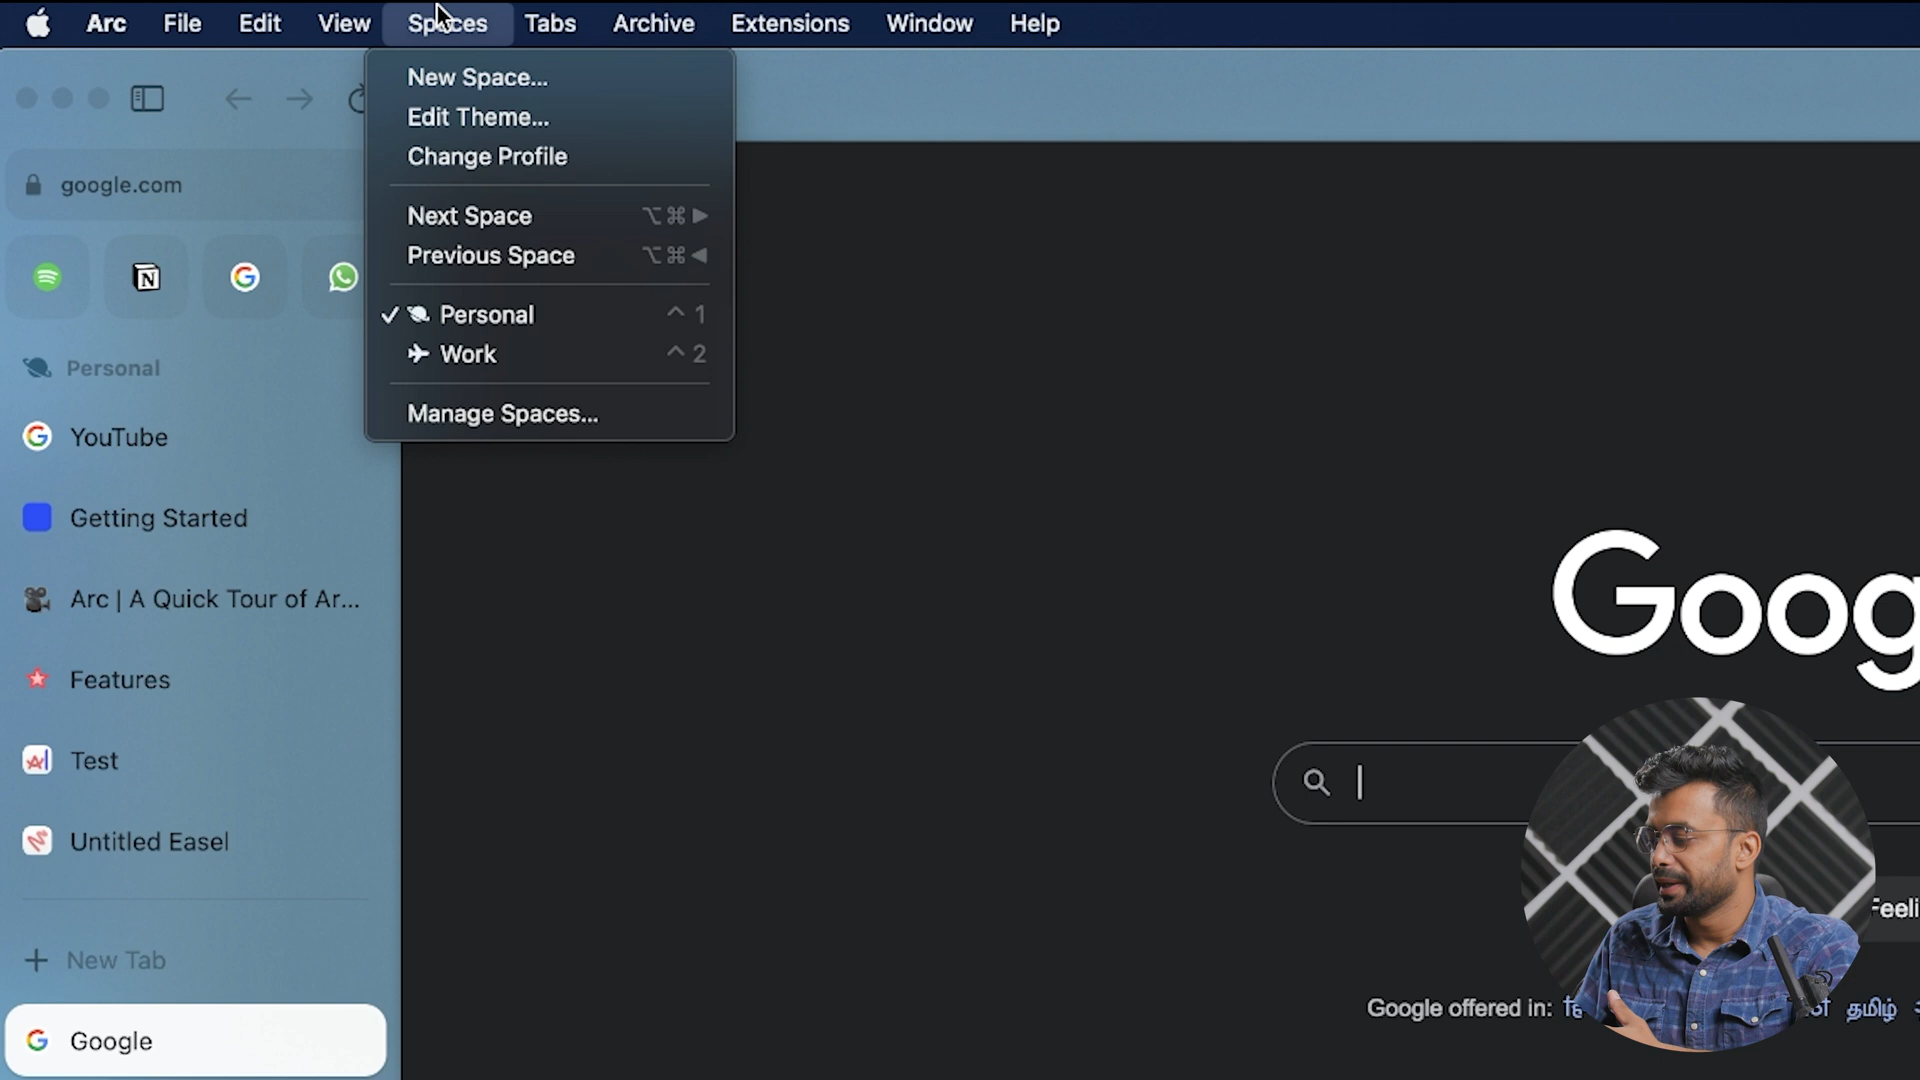 Arc File Edit View Spaces Tabs Archive Extensions Window Help
New Space...
Edit Theme...
Change Profile
Next Space ⌥⌘▶
Previous Space ⌥⌘◀
✓ Personal ^ 1
Work ^ 2
Manage Spaces...
google.com
Personal
YouTube
Getting Started
Arc | A Quick Tour of Ar...
Features
Test
Untitled Easel
+ New Tab
Google
Goog
Feeli
Google offered in: தமிழ்